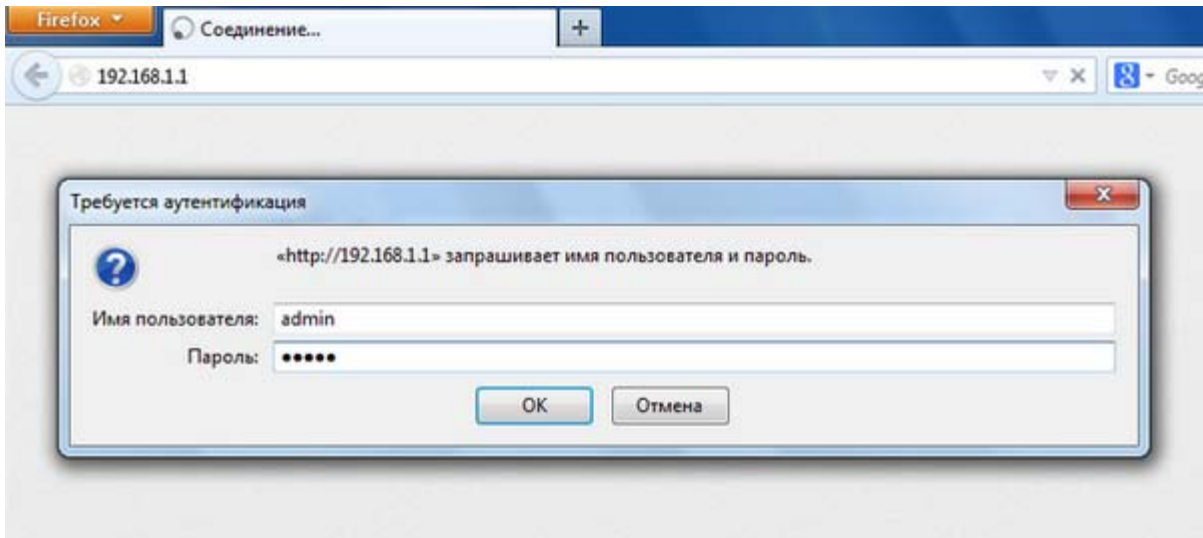 Firefox
Соединение...
192.168.1.1
Goog
Требуется аутентификация
«http://192.168.1.1» запрашивает имя пользователя и пароль.
Имя пользователя: admin
Пароль: •••••
OK Отмена